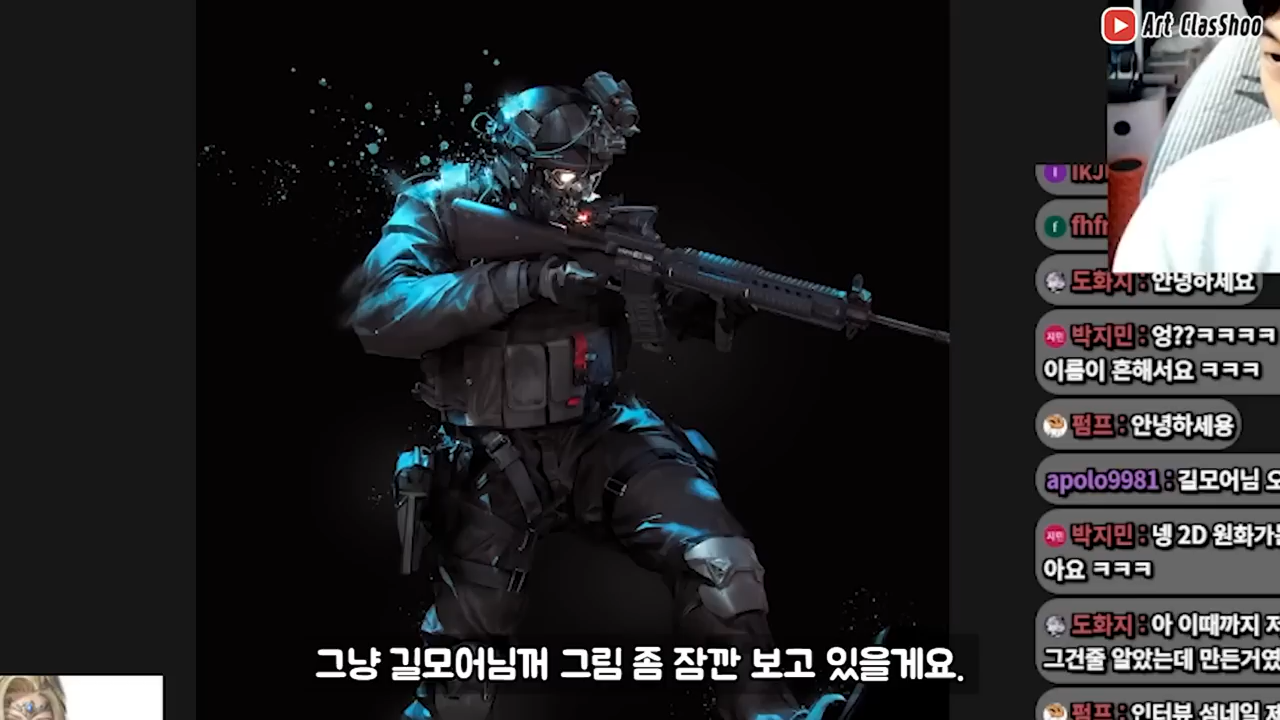 Art ClasShoo
fhfr
도화지 : 안녕하세요
박지민 : 엉??ㅋㅋㅋㅋ
이름이 흔해서요 ㅋㅋㅋ
펌프 : 안녕하세용
apolo9981 : 길모어님 오
박지민 : 넹 2D 원화가
아요 ㅋㅋㅋ
도화지 : 아 이때까지 저
그건줄 알았는데 만든거였
펌프 : 인터뷰 섬네일
그냥 길모어님꺼 그림 좀 잠깐 보고 있을게요.